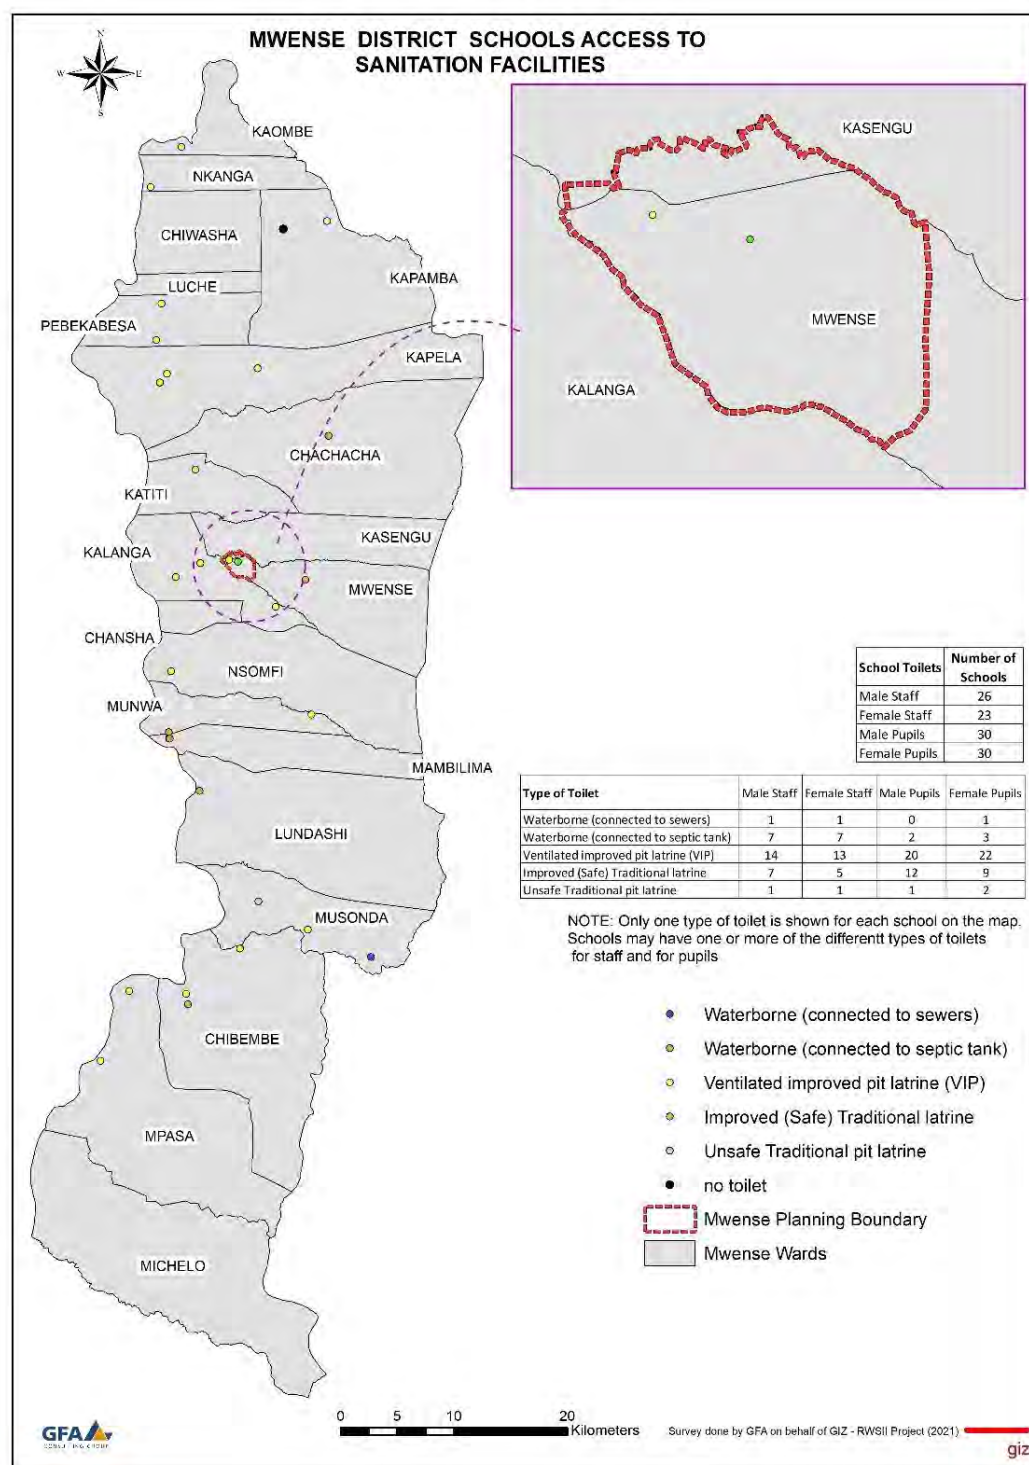 MWENSE DISTRICT SCHOOLS ACCESS TO
SANITATION FACILITIES
N
W
E
S
KAOMBE
NKANGA
CHIWASHA
KAPAMBA
LUCHE
PEBEKABESA
KAPELA
CHACHACHA
KATITI
KASENGU
KALANGA
MWENSE
CHANSHA
NSOMFI
MUNWA
MAMBILIMA
LUNDASHI
MUSONDA
CHIBEMBE
MPASA
MICHELO
KASENGU
MWENSE
KALANGA
School Toilets Number of Schools
Male Staff 26
Female Staff 23
Male Pupils 30
Female Pupils 30
Type of Toilet Male Staff Female Staff Male Pupils Female Pupils
Waterborne (connected to sewers) 1 1 0 1
Waterborne (connected to septic tank) 7 7 2 3
Ventilated improved pit latrine (VIP) 14 13 20 22
Improved (Safe) Traditional latrine 7 5 12 9
Unsafe Traditional pit latrine 1 1 1 2
NOTE: Only one type of toilet is shown for each school on the map.
Schools may have one or more of the differentt types of toilets
for staff and for pupils
Waterborne (connected to sewers)
Waterborne (connected to septic tank)
Ventilated improved pit latrine (VIP)
Improved (Safe) Traditional latrine
Unsafe Traditional pit latrine
no toilet
Mwense Planning Boundary
Mwense Wards
GFA
CONSULTING GROUP
0 5 10 20
Kilometers
Survey done by GFA on behalf of GIZ - RWSII Project (2021)
giz